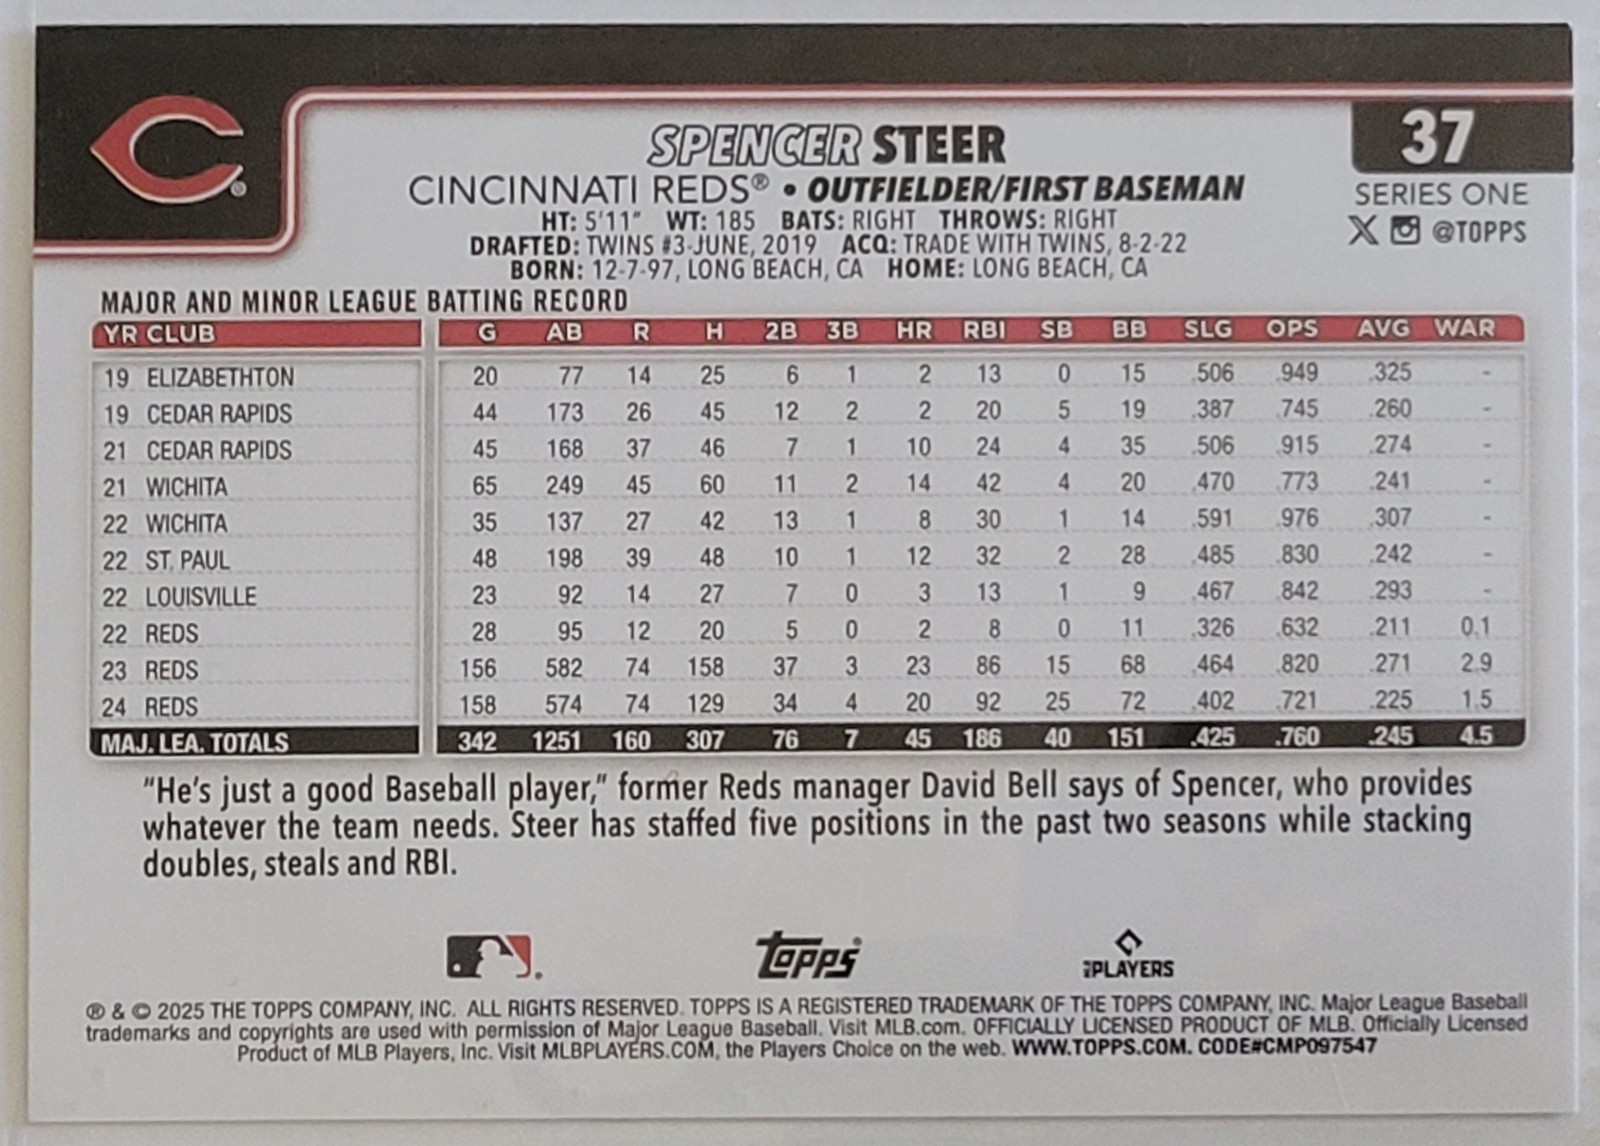 37
SPENCER STEER
CINCINNATI REDS® • OUTFIELDER/FIRST BASEMAN
SERIES ONE
HT: 5'11" WT: 185 BATS: RIGHT THROWS: RIGHT
@TOPPS
DRAFTED: TWINS #3-JUNE, 2019 ACQ: TRADE WITH TWINS, 8-2-22
BORN: 12-7-97, LONG BEACH, CA HOME: LONG BEACH, CA
MAJOR AND MINOR LEAGUE BATTING RECORD
YR CLUB G AB R H 2B 3B HR RBI SB BB SLG OPS AVG WAR
19 ELIZABETHTON 20 77 14 25 6 1 2 13 0 15 .506 .949 .325 -
19 CEDAR RAPIDS 44 173 26 45 12 2 2 20 5 19 .387 .745 .260 -
21 CEDAR RAPIDS 45 168 37 46 7 1 10 24 4 35 .506 .915 .274 -
21 WICHITA 65 249 45 60 11 2 14 42 4 20 .470 .773 .241 -
22 WICHITA 35 137 27 42 13 1 8 30 1 14 .591 .976 .307 -
22 ST. PAUL 48 198 39 48 10 1 12 32 2 28 .485 .830 .242 -
22 LOUISVILLE 23 92 14 27 7 0 3 13 1 9 .467 .842 .293 -
22 REDS 28 95 12 20 5 0 2 8 0 11 .326 .632 .211 0.1
23 REDS 156 582 74 158 37 3 23 86 15 68 .464 .820 .271 2.9
24 REDS 158 574 74 129 34 4 20 92 25 72 .402 .721 .225 1.5
MAJ. LEA. TOTALS 342 1251 160 307 76 7 45 186 40 151 .425 .760 .245 4.5
"He's just a good Baseball player," former Reds manager David Bell says of Spencer, who provides
whatever the team needs. Steer has staffed five positions in the past two seasons while stacking
doubles, steals and RBI.
Topps
MLBPLAYERS
® & © 2025 THE TOPPS COMPANY, INC. ALL RIGHTS RESERVED. TOPPS IS A REGISTERED TRADEMARK OF THE TOPPS COMPANY, INC. Major League Baseball
trademarks and copyrights are used with permission of Major League Baseball. Visit MLB.com. OFFICIALLY LICENSED PRODUCT OF MLB. Officially Licensed
Product of MLB Players, Inc. Visit MLBPLAYERS.COM, the Players Choice on the web. WWW.TOPPS.COM. CODE#CMP097547